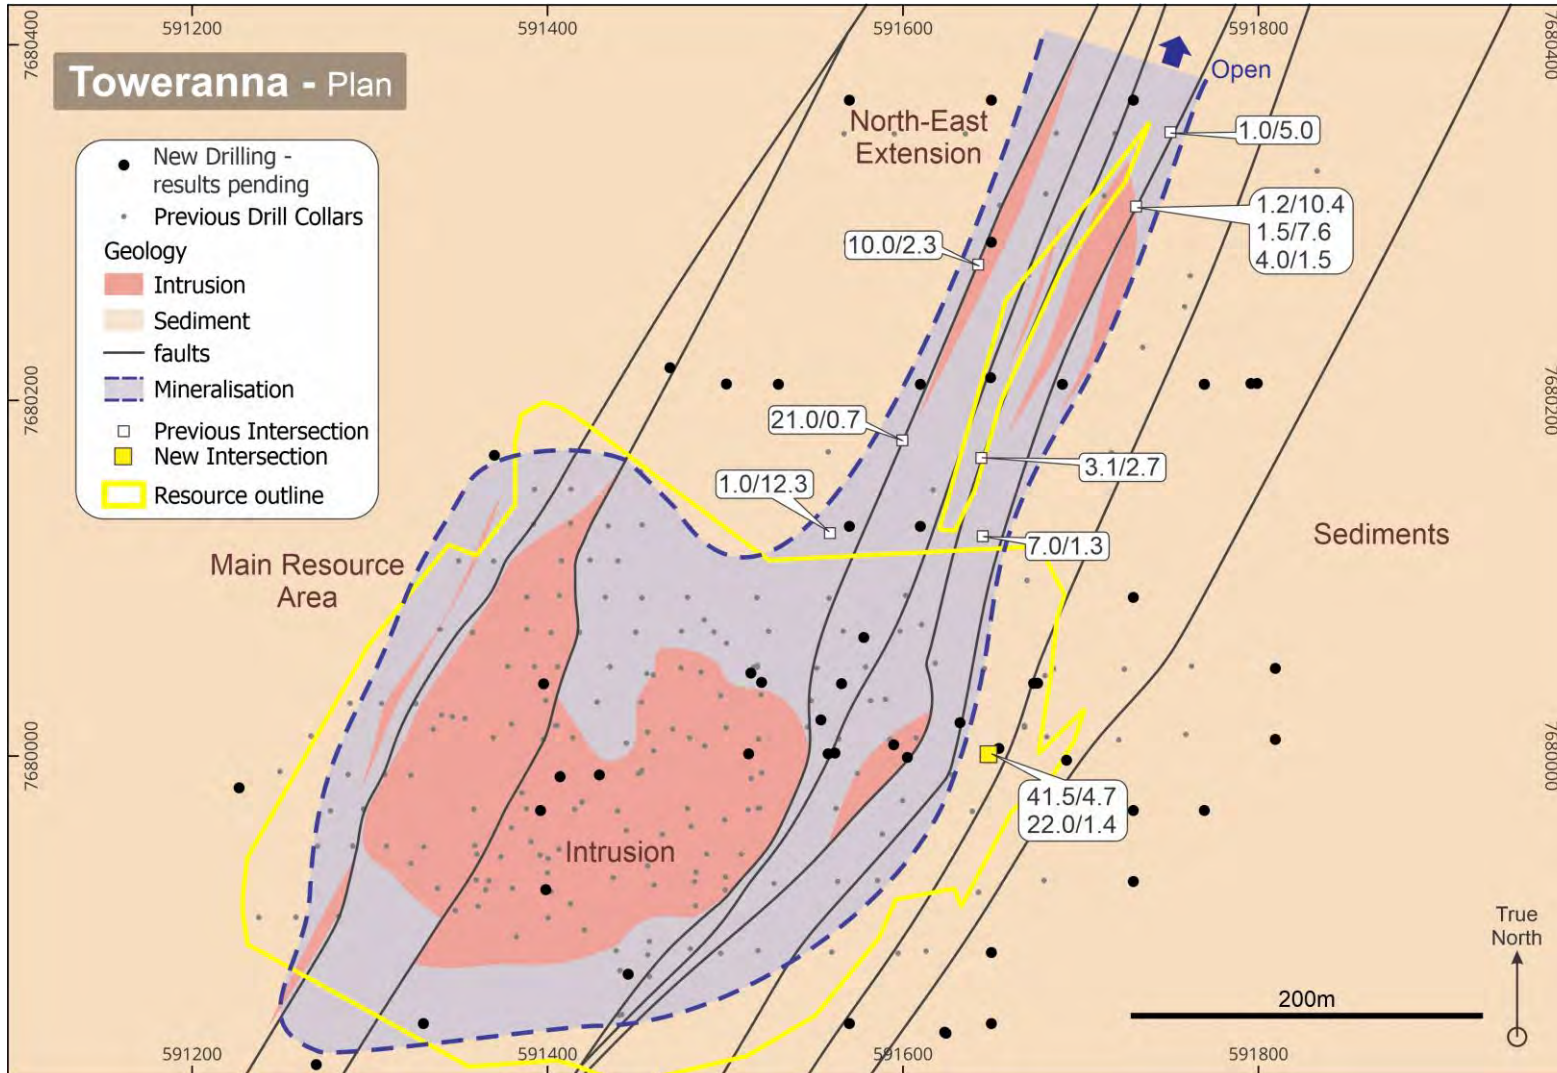 591200
591400
591600
591800
7680400
7680400
Toweranna - Plan
Open
North-East
Extension
1.0/5.0
New Drilling -
results pending
Previous Drill Collars
Geology
Intrusion
Sediment
faults
Mineralisation
Previous Intersection
New Intersection
Resource outline
1.2/10.4
1.5/7.6
4.0/1.5
10.0/2.3
7680200
7680200
21.0/0.7
3.1/2.7
1.0/12.3
7.0/1.3
Sediments
Main Resource
Area
7680000
7680000
41.5/4.7
22.0/1.4
Intrusion
True
North
200m
591200
591400
591600
591800